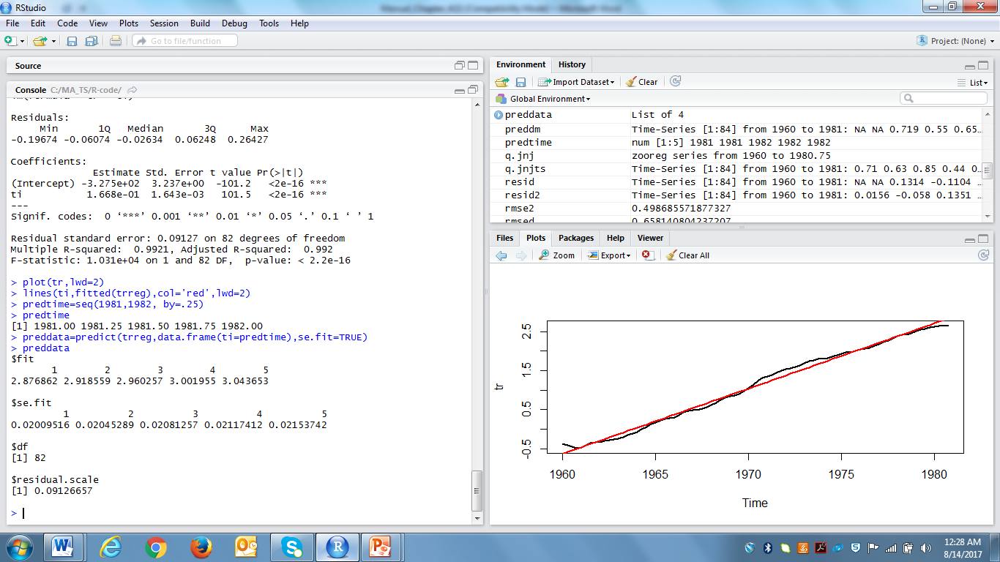 RStudio
File Edit Code View Plots Session Build Debug Tools Help
Go to file/function
Project: (None)
Source
Console C:/MA_TS/R-code/
Residuals:
Min 1Q Median 3Q Max
-0.19674 -0.06074 -0.02634 0.06248 0.26427
Coefficients:
Estimate Std. Error t value Pr(>|t|)
(Intercept) -3.275e+02 3.237e+00 -101.2 <2e-16 ***
ti 1.668e-01 1.643e-03 101.5 <2e-16 ***
---
Signif. codes: 0 ‘***’ 0.001 ‘**’ 0.01 ‘*’ 0.05 ‘.’ 0.1 ‘ ’ 1
Residual standard error: 0.09127 on 82 degrees of freedom
Multiple R-squared: 0.9921, Adjusted R-squared: 0.992
F-statistic: 1.031e+04 on 1 and 82 DF, p-value: < 2.2e-16
> plot(tr,lwd=2)
> lines(ti,fitted(trreg),col='red',lwd=2)
> predtime=seq(1981,1982, by=.25)
> predtime
[1] 1981.00 1981.25 1981.50 1981.75 1982.00
> preddata=predict(trreg,data.frame(ti=predtime),se.fit=TRUE)
> preddata
$fit
1 2 3 4 5
2.876862 2.918559 2.960257 3.001955 3.043653
$se.fit
1 2 3 4 5
0.02009516 0.02045289 0.02081257 0.02117412 0.02153742
$df
[1] 82
$residual.scale
[1] 0.09126657
>
Environment History
Import Dataset Clear List
Global Environment
preddata List of 4
preddm Time-Series [1:84] from 1960 to 1981: NA NA 0.719 0.55 0.65…
predtime num [1:5] 1981 1981 1982 1982 1982
q.jnj zooreg series from 1960 to 1980.75
q.jnjts Time-Series [1:84] from 1960 to 1981: 0.71 0.63 0.85 0.44 0…
resid Time-Series [1:84] from 1960 to 1981: NA NA 0.1314 -0.1104 …
resid2 Time-Series [1:84] from 1960 to 1981: 0.0156 -0.058 0.1351 …
rmse2 0.498685571877327
rmsed 0.658140804237207
Files Plots Packages Help Viewer
Zoom Export Clear All
2.5
1.5
0.5
-0.5
tr
1960 1965 1970 1975 1980
Time
12:28 AM
8/14/2017